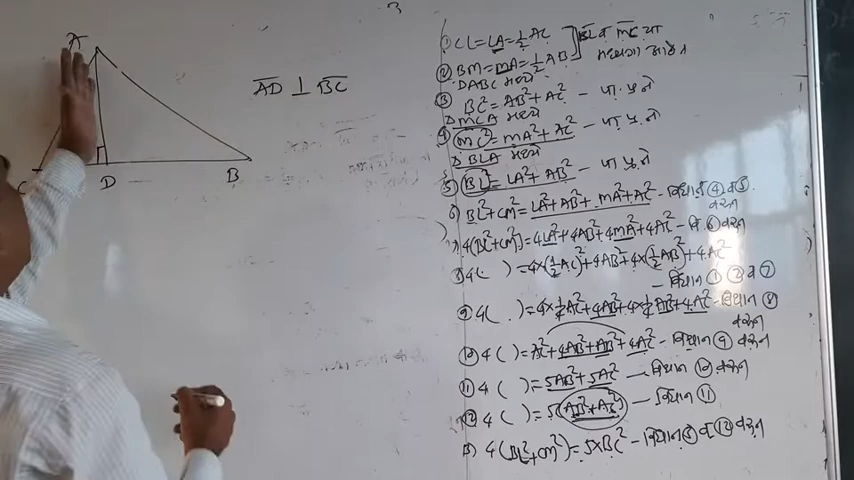 A
AD ⊥ BC
D
B
① CL = LA = ½ AC ] BL व MC या
② BM = MA = ½ AB ] मध्यगा आहेत
△ABC मध्ये
③ BC² = AB² + AC² - पा. प्र. ने
△ MCA मध्ये
④ MC² = MA² + AC² - पा. प्र. ने
△ BLA मध्ये
⑤ BL² = LA² + AB² - पा. प्र. ने
⑥ BL² + CM² = LA² + AB² + MA² + AC² - विधान ④ व ⑤ वरून
⑦ 4(BL² + CM²) = 4LA² + 4AB² + 4MA² + 4AC² - वि. ⑥ वरून
⑧ 4( ) = 4×(½ AC)² + 4AB² + 4×(½ AB)² + 4AC²
- विधान ① ② व ⑦
⑨ 4( ) = 4×¼AC² + 4AB² + 4×¼AB² + 4AC² - विधान ⑧ वरून
⑩ 4( ) = AC² + 4AB² + AB² + 4AC² - विधान ⑨ वरून
⑪ 4( ) = 5AB² + 5AC² - विधान ⑩ वरून
⑫ 4( ) = 5(AB² + AC²) - विधान ⑪
⑬ 4(BL² + CM²) = 5×BC² - विधान ③ व ⑫ वरून